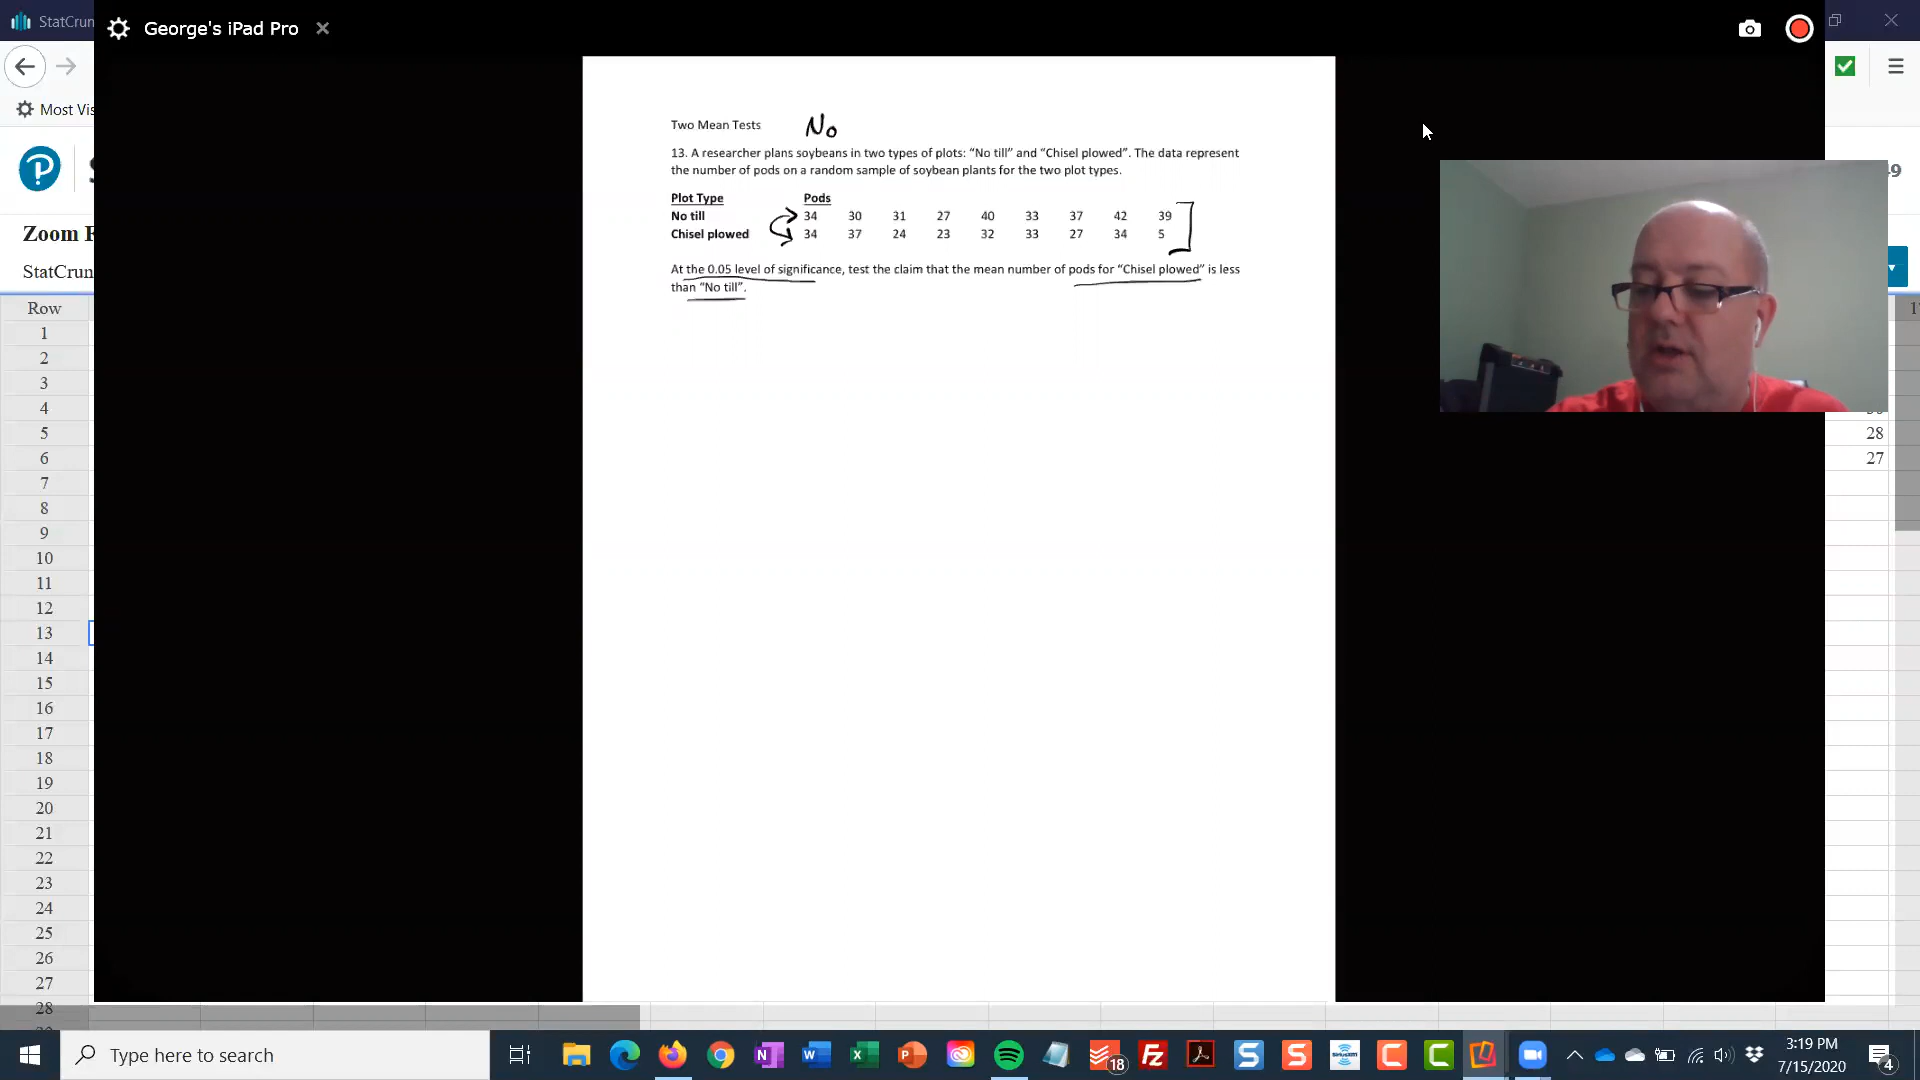 StatCrun
George's iPad Pro
Most Vis
Zoom
StatCrun
Row
1
2
3
4
5
6
7
8
9
10
11
12
13
14
15
16
17
18
19
20
21
22
23
24
25
26
27
28
Two Mean Tests No
13. A researcher plans soybeans in two types of plots: “No till” and “Chisel plowed”. The data represent
the number of pods on a random sample of soybean plants for the two plot types.
Plot Type Pods
No till 34 30 31 27 40 33 37 42 39
Chisel plowed 34 37 24 23 32 33 27 34 5
At the 0.05 level of significance, test the claim that the mean number of pods for “Chisel plowed” is less
than “No till”.
28
27
Type here to search
18
3:19 PM
7/15/2020
4